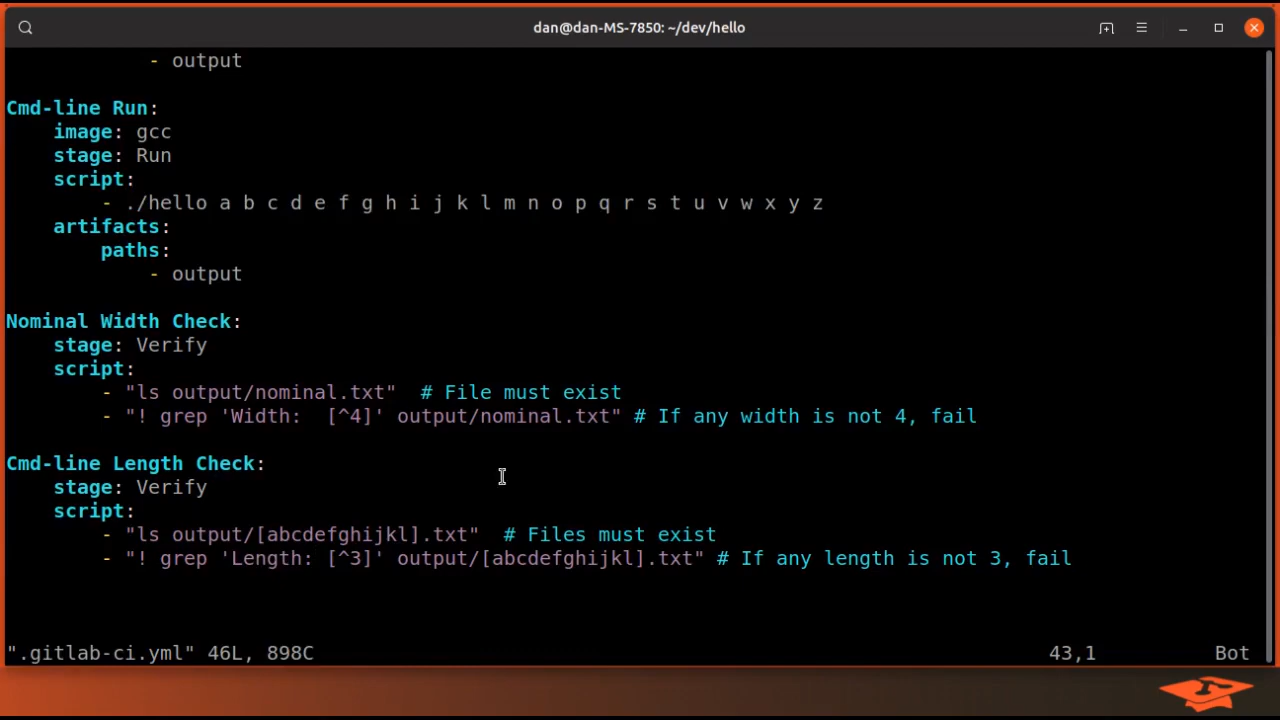 dan@dan-MS-7850: ~/dev/hello
- output
Cmd-line Run:
image: gcc
stage: Run
script:
- ./hello a b c d e f g h i j k l m n o p q r s t u v w x y z
artifacts:
paths:
- output
Nominal Width Check:
stage: Verify
script:
- "ls output/nominal.txt"  # File must exist
- "! grep 'Width:  [^4]' output/nominal.txt" # If any width is not 4, fail
Cmd-line Length Check:
stage: Verify
script:
- "ls output/[abcdefghijkl].txt"  # Files must exist
- "! grep 'Length: [^3]' output/[abcdefghijkl].txt" # If any length is not 3, fail
".gitlab-ci.yml" 46L, 898C 43,1 Bot